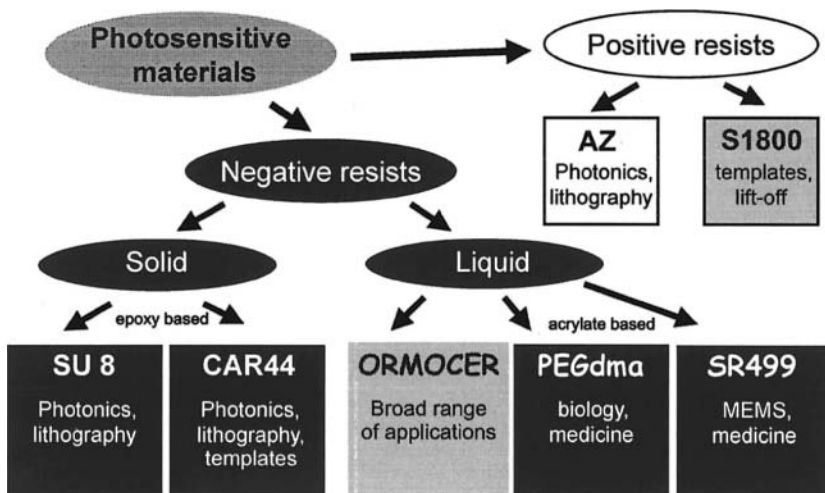 Photosensitive
materials
Positive resists
AZ
Photonics,
lithography
S1800
templates,
lift-off
Negative resists
Solid
Liquid
epoxy based
acrylate based
SU 8
Photonics,
lithography
CAR44
Photonics,
lithography,
templates
ORMOCER
Broad range
of applications
PEGdma
biology,
medicine
SR499
MEMS,
medicine